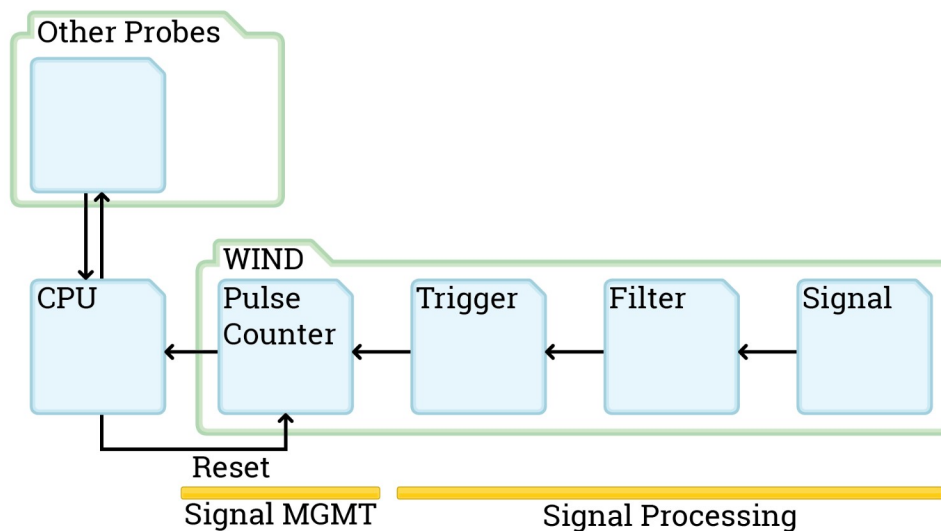 Other Probes
WIND
CPU
Pulse
Counter
Trigger
Filter
Signal
Reset
Signal MGMT
Signal Processing